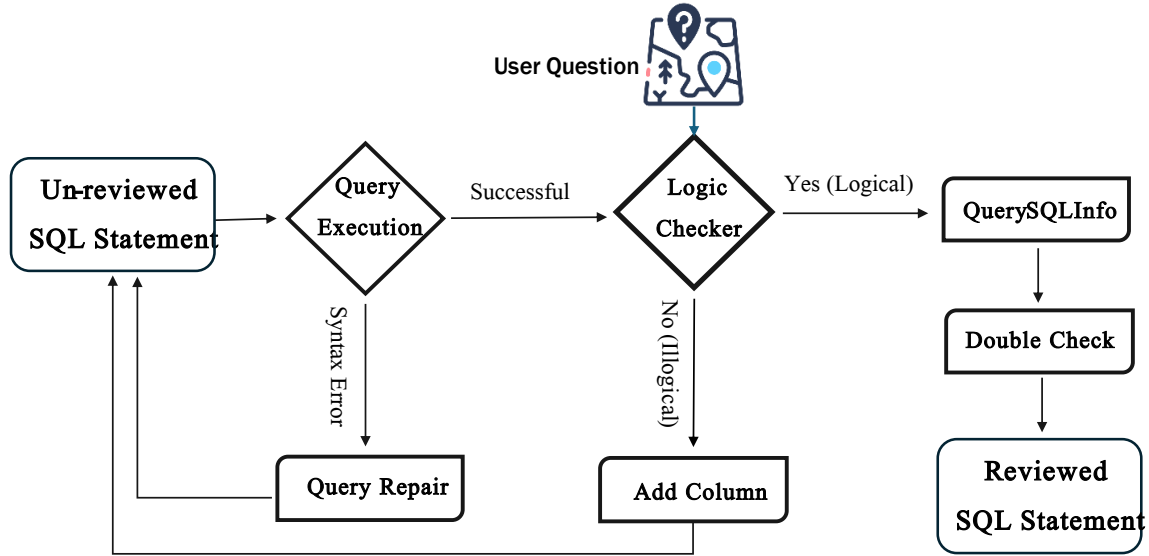 User Question
?
Un-reviewed
SQL Statement
Query
Execution
Successful
Logic
Checker
Yes (Logical)
QuerySQLInfo
Double Check
Syntax Error
No (Illogical)
Query Repair
Add Column
Reviewed
SQL Statement